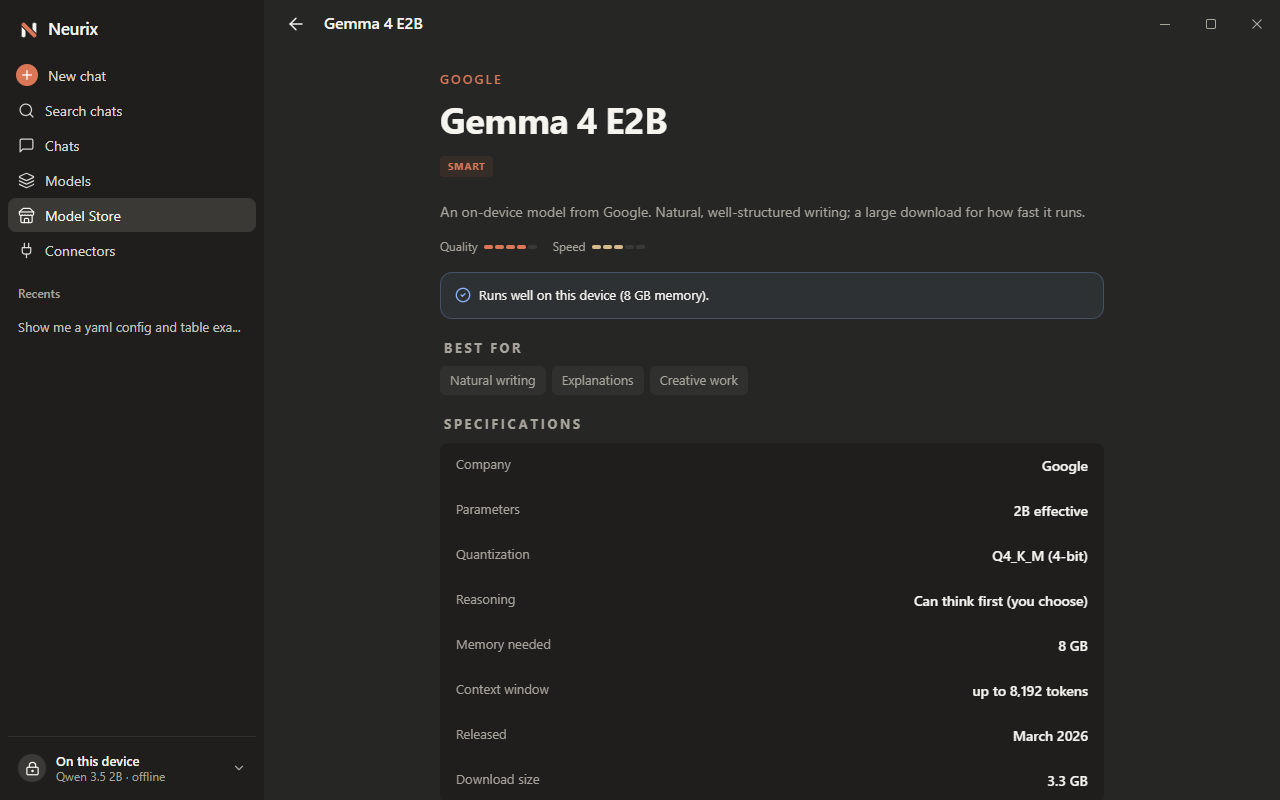 Neurix
New chat
Search chats
Chats
Models
Model Store
Connectors
Recents
Show me a yaml config and table exa...
On this device
Qwen 3.5 2B · offline
Gemma 4 E2B
GOOGLE
Gemma 4 E2B
SMART
An on-device model from Google. Natural, well-structured writing; a large download for how fast it runs.
Quality Speed
Runs well on this device (8 GB memory).
BEST FOR
Natural writing Explanations Creative work
SPECIFICATIONS
Company Google
Parameters 2B effective
Quantization Q4_K_M (4-bit)
Reasoning Can think first (you choose)
Memory needed 8 GB
Context window up to 8,192 tokens
Released March 2026
Download size 3.3 GB